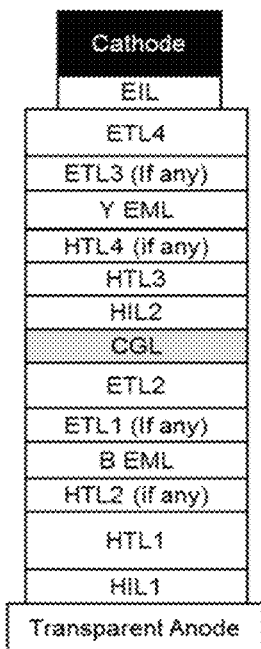 Cathode
EIL
ETL4
ETL3 (If any)
Y EML
HTL4 (if any)
HTL3
HIL2
CGL
ETL2
ETL1 (If any)
B EML
HTL2 (if any)
HTL1
HIL1
Transparent Anode